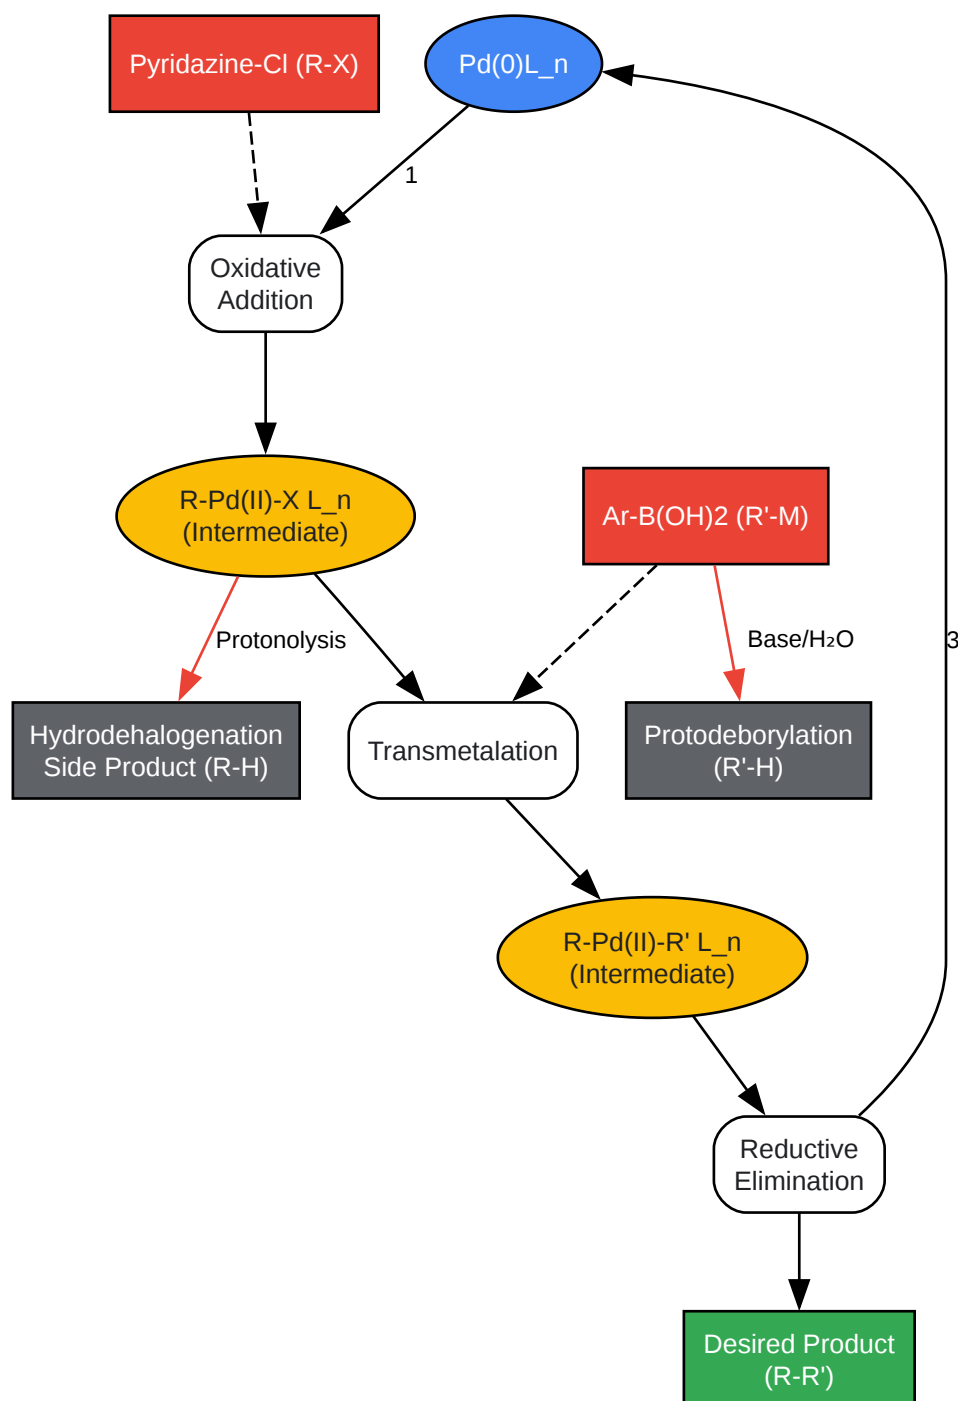 Pyridazine-Cl (R-X)
Pd(0)L_n
1
Oxidative
Addition
R-Pd(II)-X L_n
(Intermediate)
Ar-B(OH)2 (R'-M)
Protonolysis
Base/H₂O
3
Hydrodehalogenation
Side Product (R-H)
Transmetalation
Protodeborylation
(R'-H)
R-Pd(II)-R' L_n
(Intermediate)
Reductive
Elimination
Desired Product
(R-R')